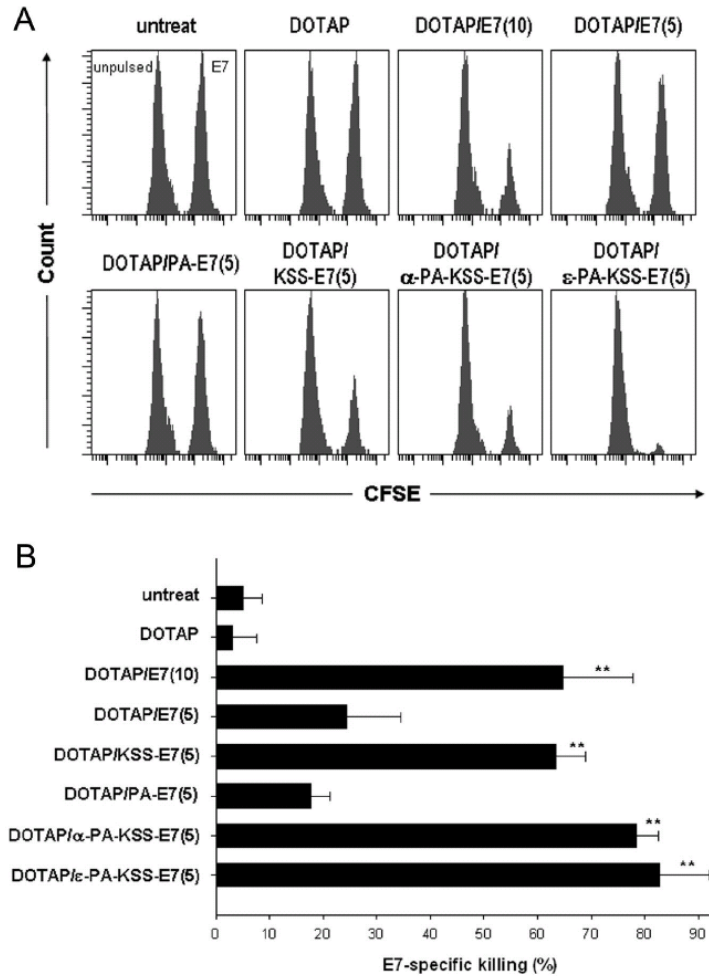 A
untreat
DOTAP
DOTAP/E7(10)
DOTAP/E7(5)
unpulsed
E7
DOTAP/PA-E7(5)
DOTAP/
KSS-E7(5)
DOTAP/
α-PA-KSS-E7(5)
DOTAP/
ε-PA-KSS-E7(5)
Count
CFSE
B
untreat
DOTAP
DOTAP/E7(10)
**
DOTAP/E7(5)
DOTAP/KSS-E7(5)
**
DOTAP/PA-E7(5)
DOTAP/α-PA-KSS-E7(5)
**
DOTAP/ε-PA-KSS-E7(5)
**
0 10 20 30 40 50 60 70 80 90
E7-specific killing (%)